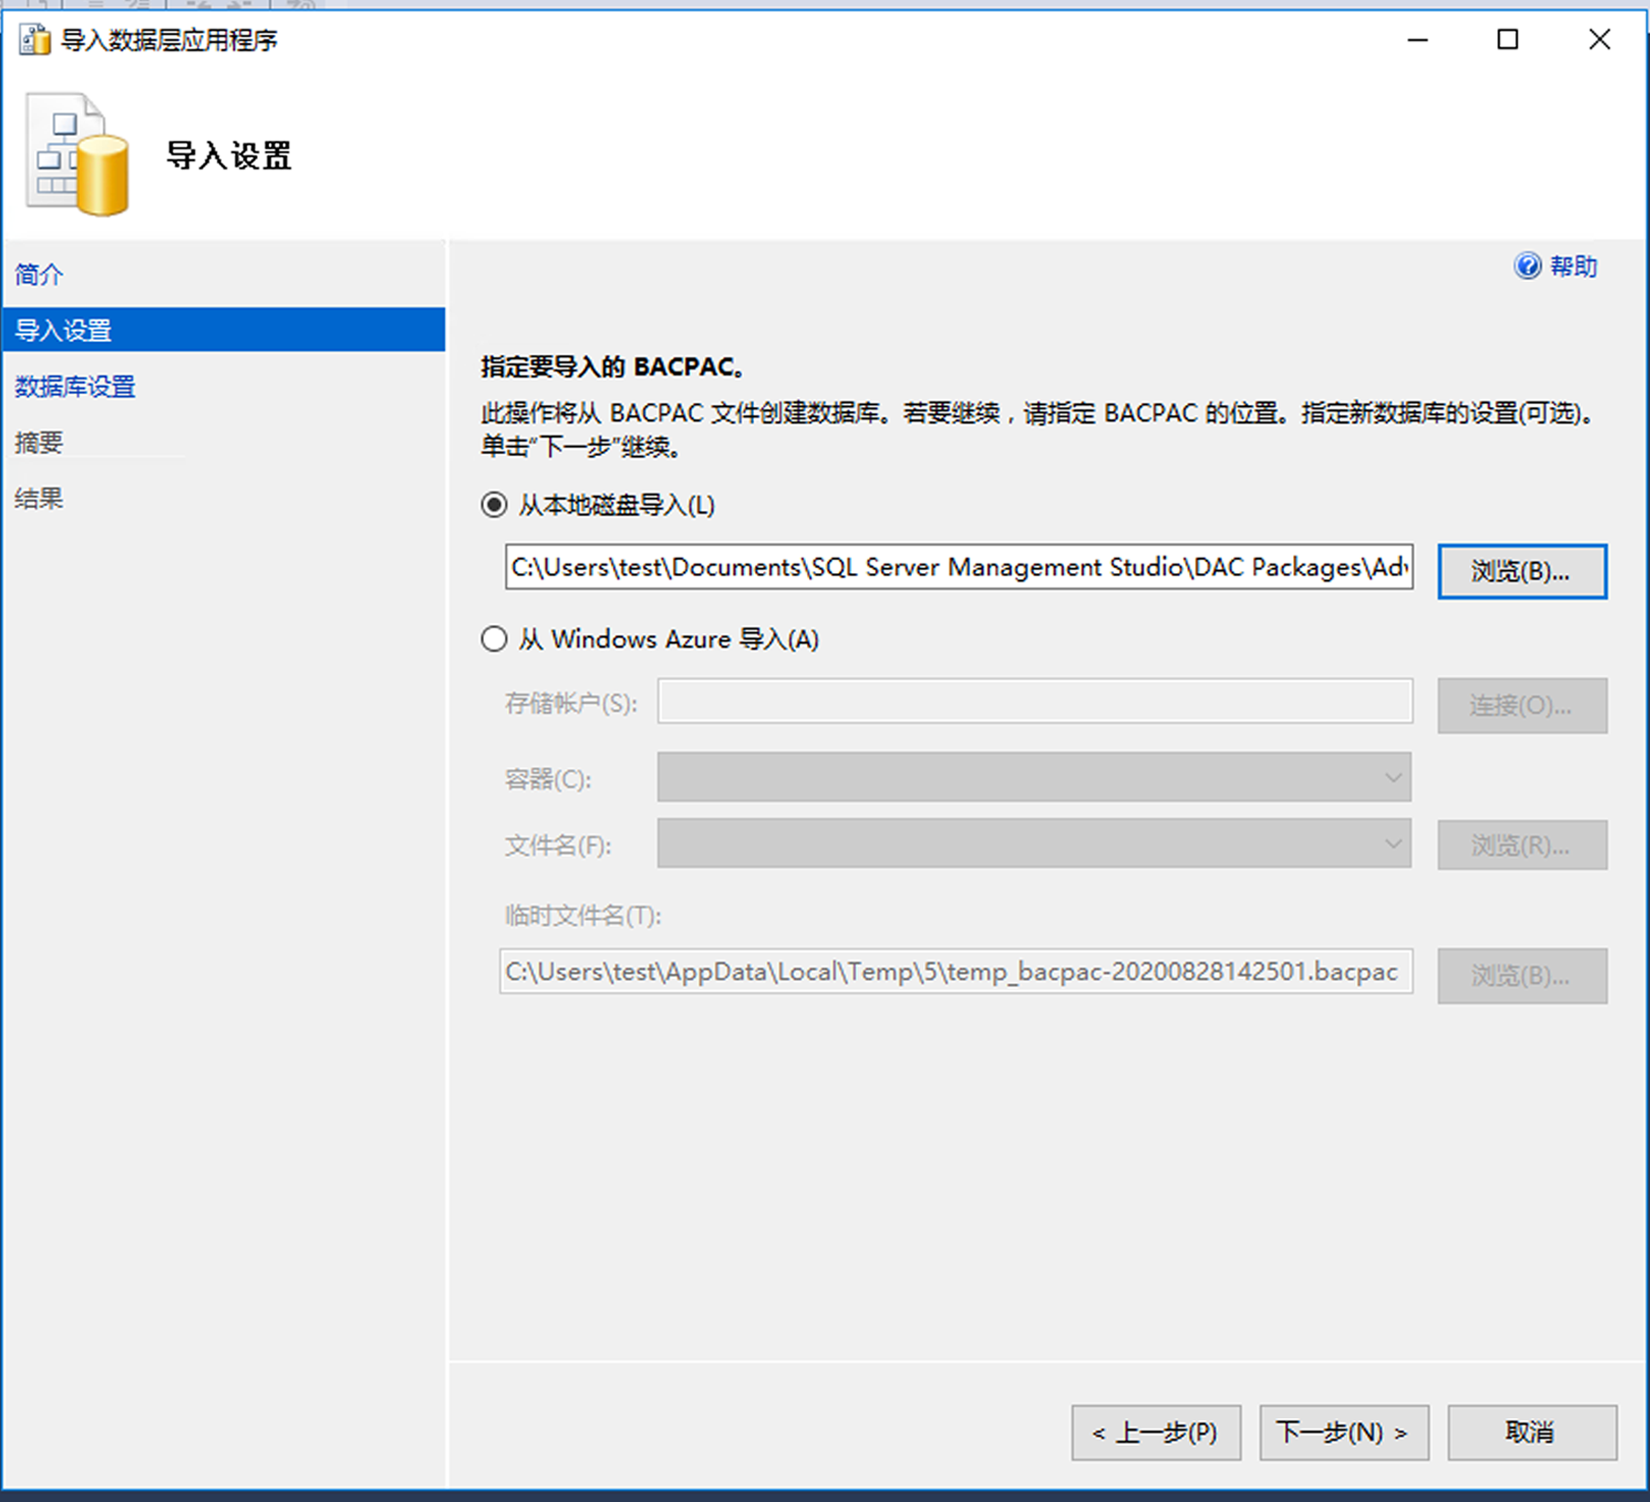 导入数据层应用程序
导入设置
简介
导入设置
数据库设置
摘要
结果
帮助
指定要导入的 BACPAC。
此操作将从 BACPAC 文件创建数据库。若要继续，请指定 BACPAC 的位置。指定新数据库的设置(可选)。
单击“下一步”继续。
从本地磁盘导入(L)
C:\Users\test\Documents\SQL Server Management Studio\DAC Packages\Adv
浏览(B)...
从 Windows Azure 导入(A)
存储帐户(S):
连接(O)...
容器(C):
文件名(F):
浏览(R)...
临时文件名(T):
C:\Users\test\AppData\Local\Temp\5\temp_bacpac-20200828142501.bacpac
浏览(B)...
< 上一步(P)
下一步(N) >
取消